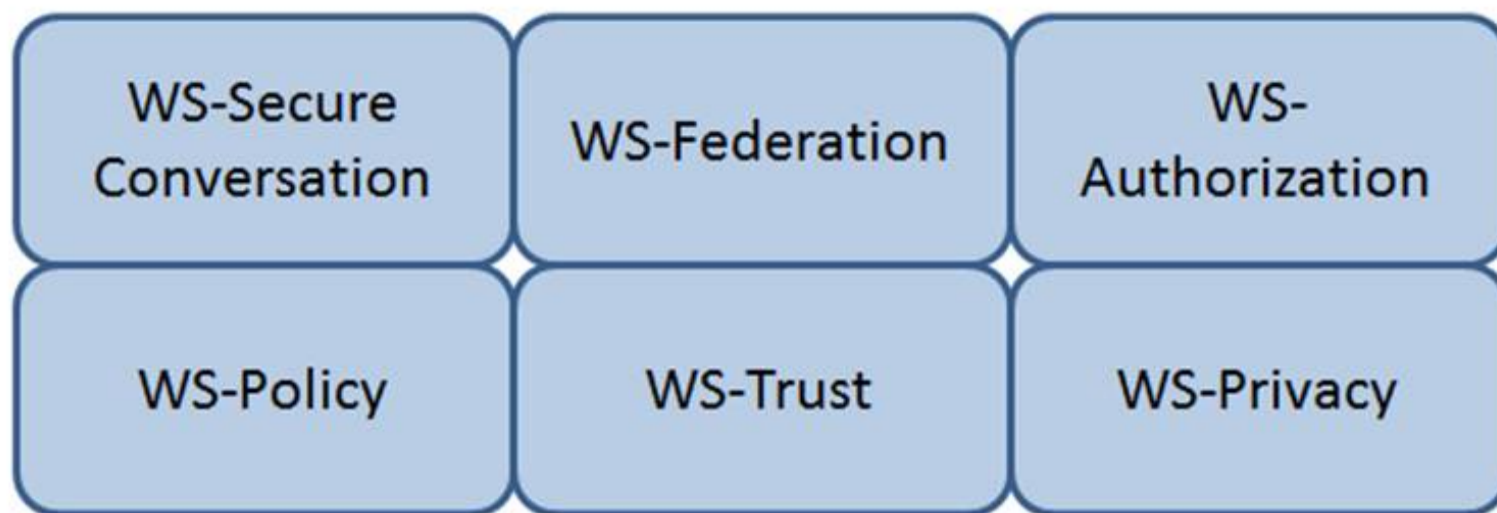 WS-Secure
Conversation
WS-Federation
WS-
Authorization
WS-Policy
WS-Trust
WS-Privacy